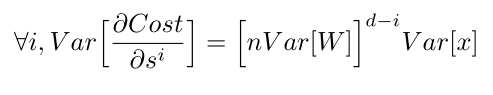 ∀i, Var[∂Cost/∂s^i] = [nVar[W]]^{d−i} Var[x]